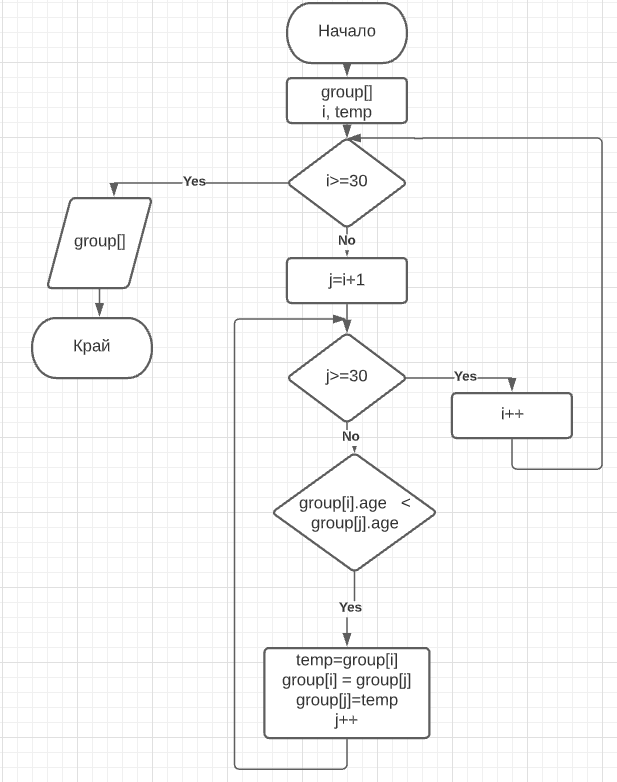 Начало
group[]
i, temp
i>=30
Yes
group[]
Край
No
j=i+1
j>=30
Yes
i++
No
group[i].age <
group[j].age
Yes
temp=group[i]
group[i] = group[j]
group[j]=temp
j++